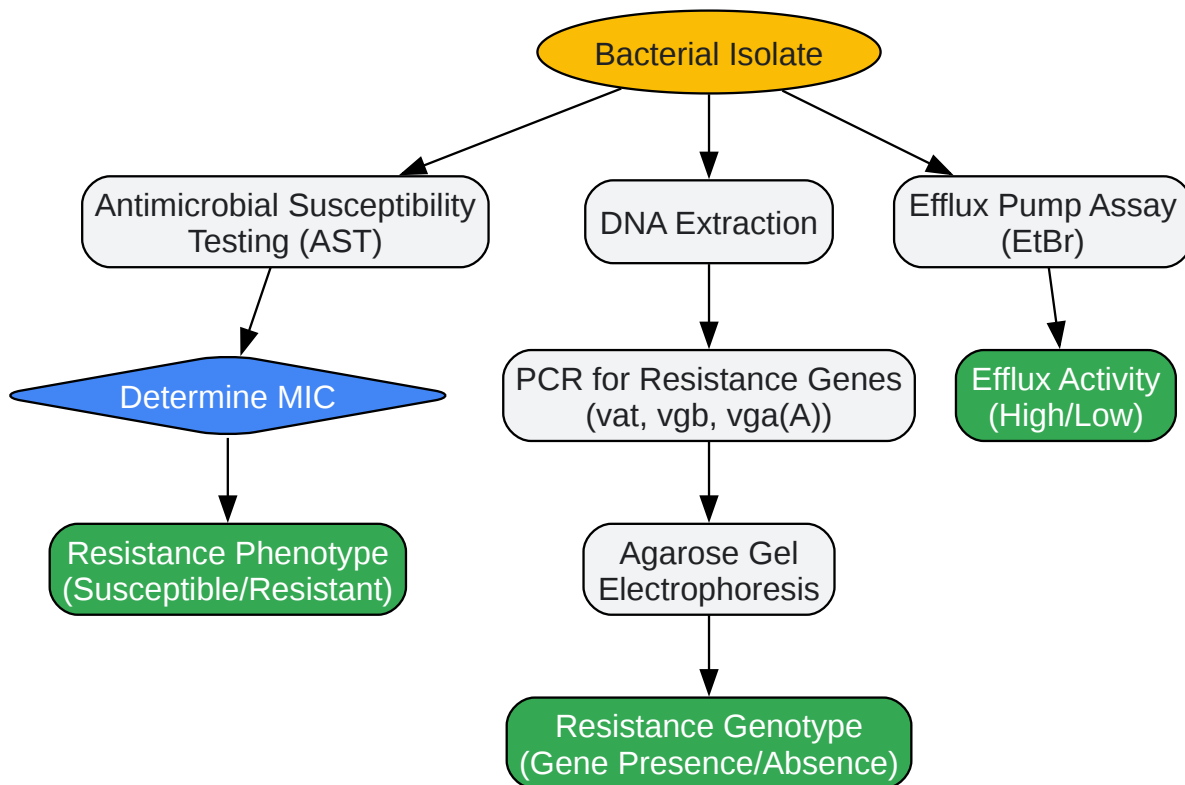 Bacterial Isolate
Antimicrobial Susceptibility
Testing (AST)
DNA Extraction
Efflux Pump Assay
(EtBr)
Determine MIC
PCR for Resistance Genes
(vat, vgb, vga(A))
Efflux Activity
(High/Low)
Resistance Phenotype
(Susceptible/Resistant)
Agarose Gel
Electrophoresis
Resistance Genotype
(Gene Presence/Absence)